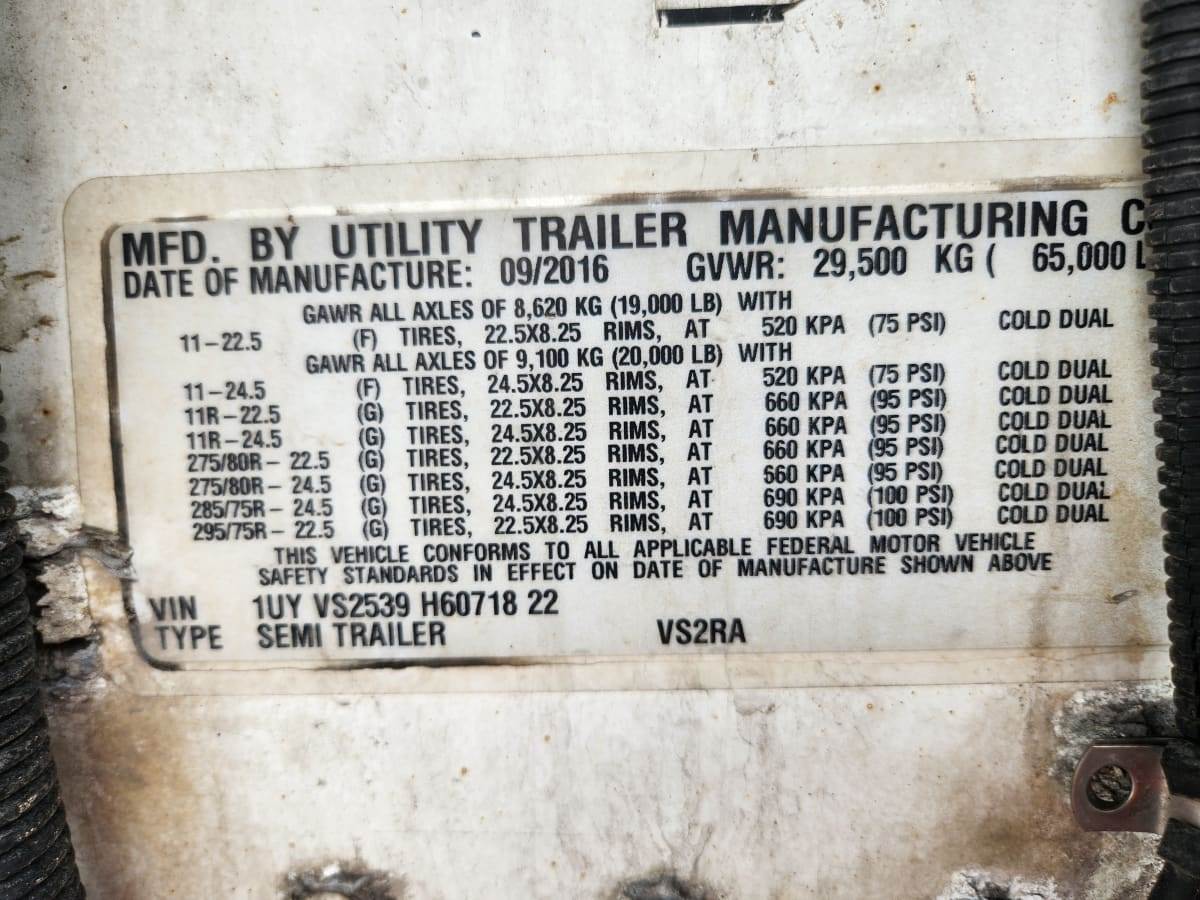 MFD. BY UTILITY TRAILER MANUFACTURING C
DATE OF MANUFACTURE: 09/2016 GVWR: 29,500 KG ( 65,000 L
GAWR ALL AXLES OF 8,620 KG (19,000 LB) WITH
11-22.5 (F) TIRES, 22.5X8.25 RIMS, AT 520 KPA (75 PSI) COLD DUAL
GAWR ALL AXLES OF 9,100 KG (20,000 LB) WITH
11-24.5 (F) TIRES, 24.5X8.25 RIMS, AT 520 KPA (75 PSI) COLD DUAL
11R-22.5 (G) TIRES, 22.5X8.25 RIMS, AT 660 KPA (95 PSI) COLD DUAL
11R-24.5 (G) TIRES, 24.5X8.25 RIMS, AT 660 KPA (95 PSI) COLD DUAL
275/80R- 22.5 (G) TIRES, 22.5X8.25 RIMS, AT 660 KPA (95 PSI) COLD DUAL
275/80R- 24.5 (G) TIRES, 24.5X8.25 RIMS, AT 660 KPA (95 PSI) COLD DUAL
285/75R- 24.5 (G) TIRES, 24.5X8.25 RIMS, AT 690 KPA (100 PSI) COLD DUAL
295/75R- 22.5 (G) TIRES, 22.5X8.25 RIMS, AT 690 KPA (100 PSI) COLD DUAL
THIS VEHICLE CONFORMS TO ALL APPLICABLE FEDERAL MOTOR VEHICLE
SAFETY STANDARDS IN EFFECT ON DATE OF MANUFACTURE SHOWN ABOVE
VIN 1UY VS2539 H60718 22
TYPE SEMI TRAILER VS2RA